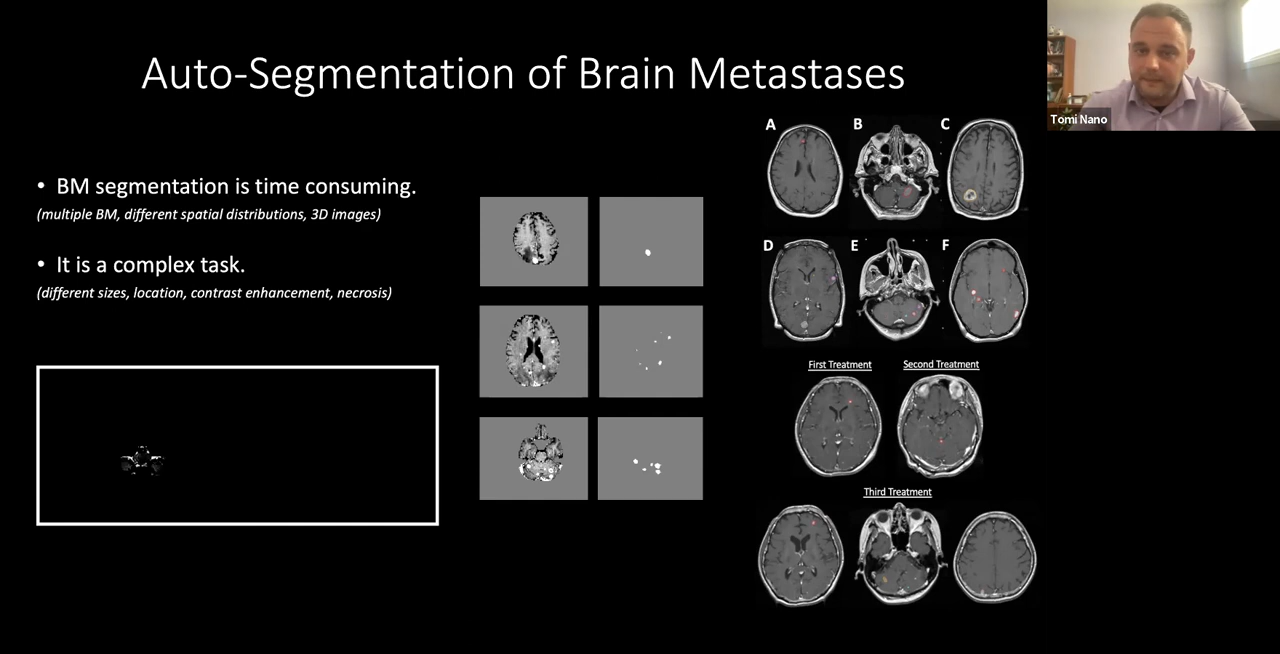 Auto-Segmentation of Brain Metastases
Tomi Nano
• BM segmentation is time consuming.
(multiple BM, different spatial distributions, 3D images)
• It is a complex task.
(different sizes, location, contrast enhancement, necrosis)
A B C
D E F
First Treatment Second Treatment
Third Treatment